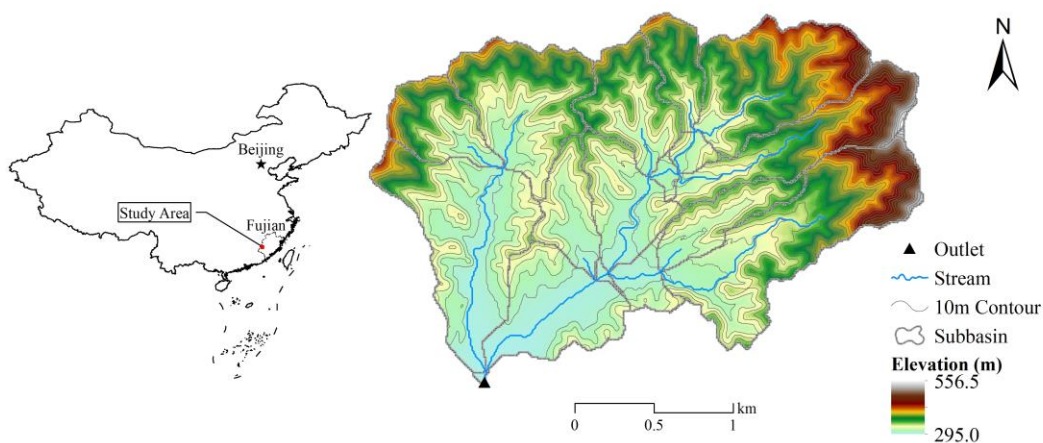 Beijing
Study Area
Fujian
N
Outlet
Stream
10m Contour
Subbasin
Elevation (m)
556.5
295.0
0 0.5 1 km